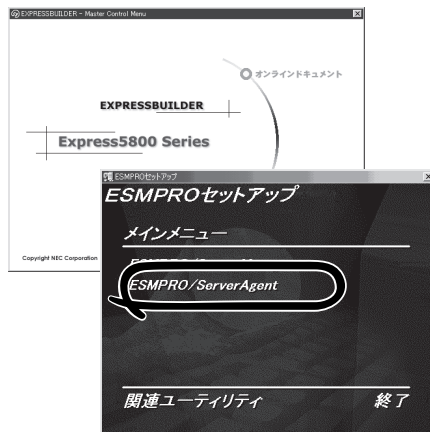 EXPRESSBUILDER - Master Control Menu
オンラインドキュメント
EXPRESSBUILDER
Express5800 Series
Copyright NEC Corporation
ESMPROセットアップ
ESMPROセットアップ
メインメニュー
ESMPRO/ServerAgent
関連ユーティリティ
終了